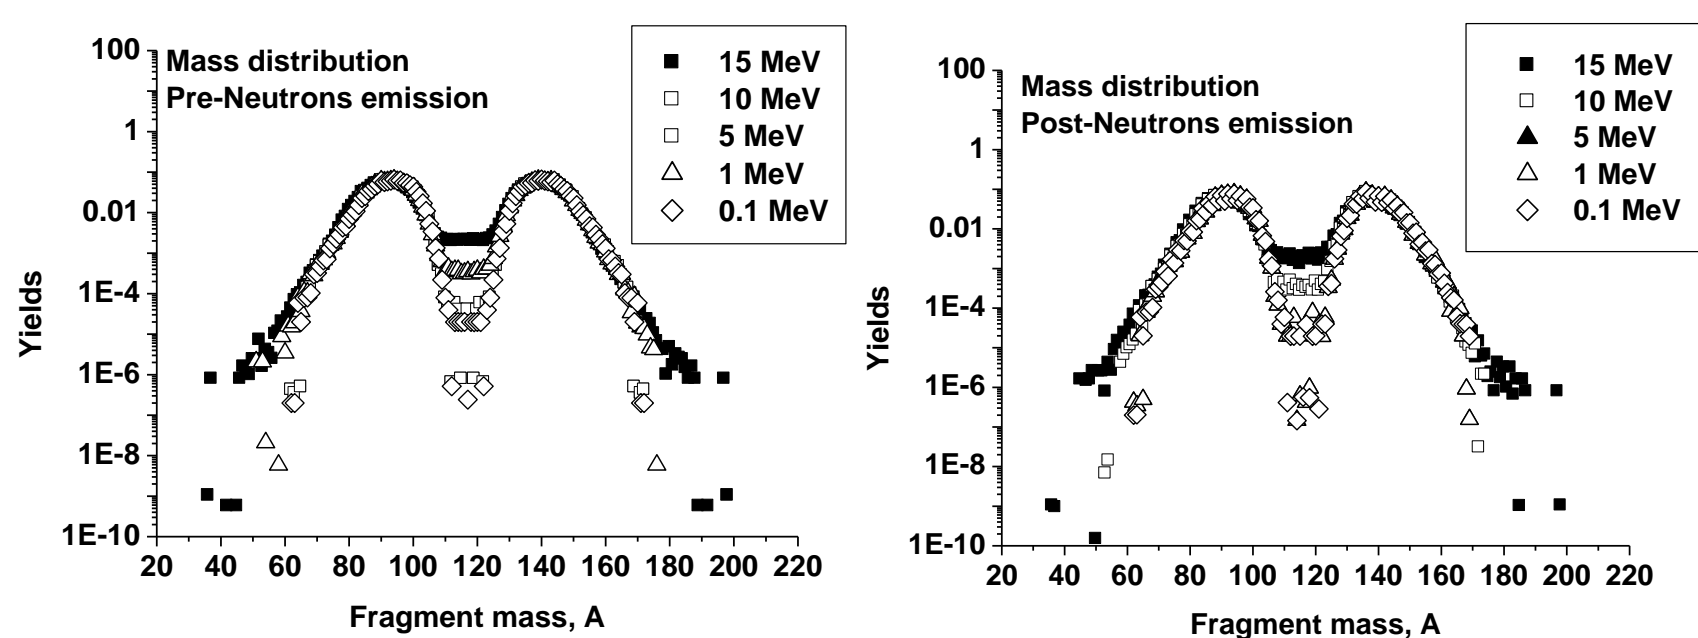 Mass distribution
Pre-Neutrons emission
15 MeV
10 MeV
5 MeV
1 MeV
0.1 MeV
100
1
0.01
1E-4
1E-6
1E-8
1E-10
Yields
20 40 60 80 100 120 140 160 180 200 220
Fragment mass, A
Mass distribution
Post-Neutrons emission
15 MeV
10 MeV
5 MeV
1 MeV
0.1 MeV
100
1
0.01
1E-4
1E-6
1E-8
1E-10
Yields
20 40 60 80 100 120 140 160 180 200 220
Fragment mass, A